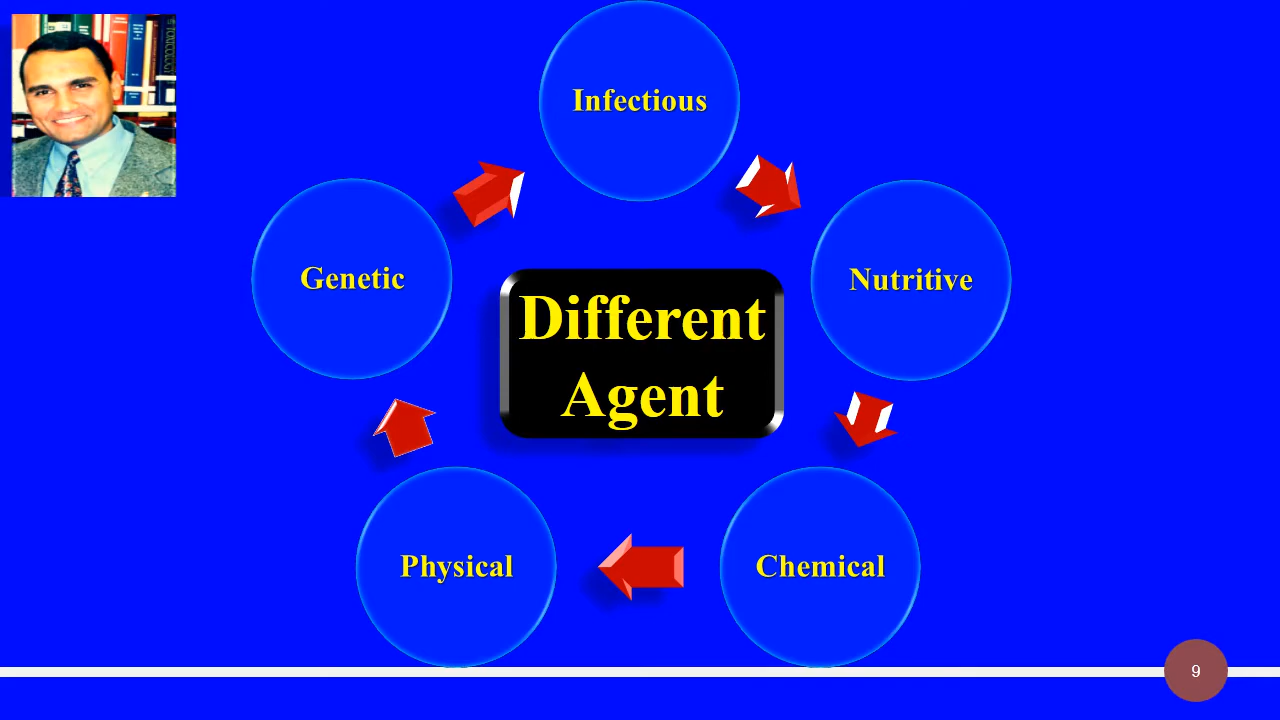 Infectious
Genetic
Nutritive
Different
Agent
Physical
Chemical
9